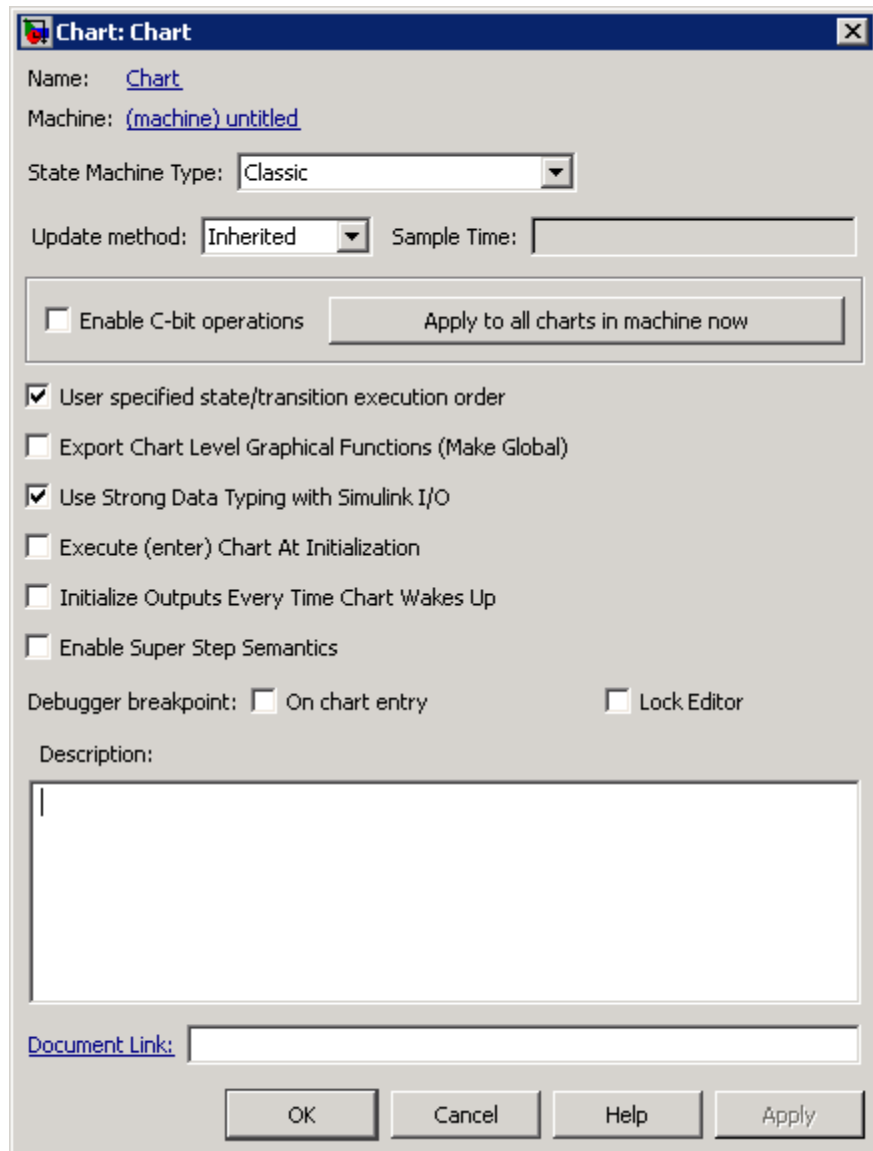 Chart: Chart
Name: Chart
Machine: (machine) untitled
State Machine Type: Classic
Update method: Inherited Sample Time:
Enable C-bit operations Apply to all charts in machine now
User specified state/transition execution order
Export Chart Level Graphical Functions (Make Global)
Use Strong Data Typing with Simulink I/O
Execute (enter) Chart At Initialization
Initialize Outputs Every Time Chart Wakes Up
Enable Super Step Semantics
Debugger breakpoint: On chart entry Lock Editor
Description:
Document Link:
OK Cancel Help Apply